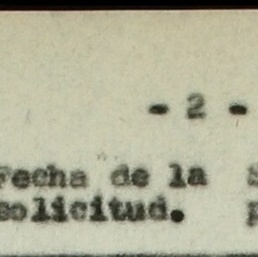 - 2 -
Fecha de la
solicitud.